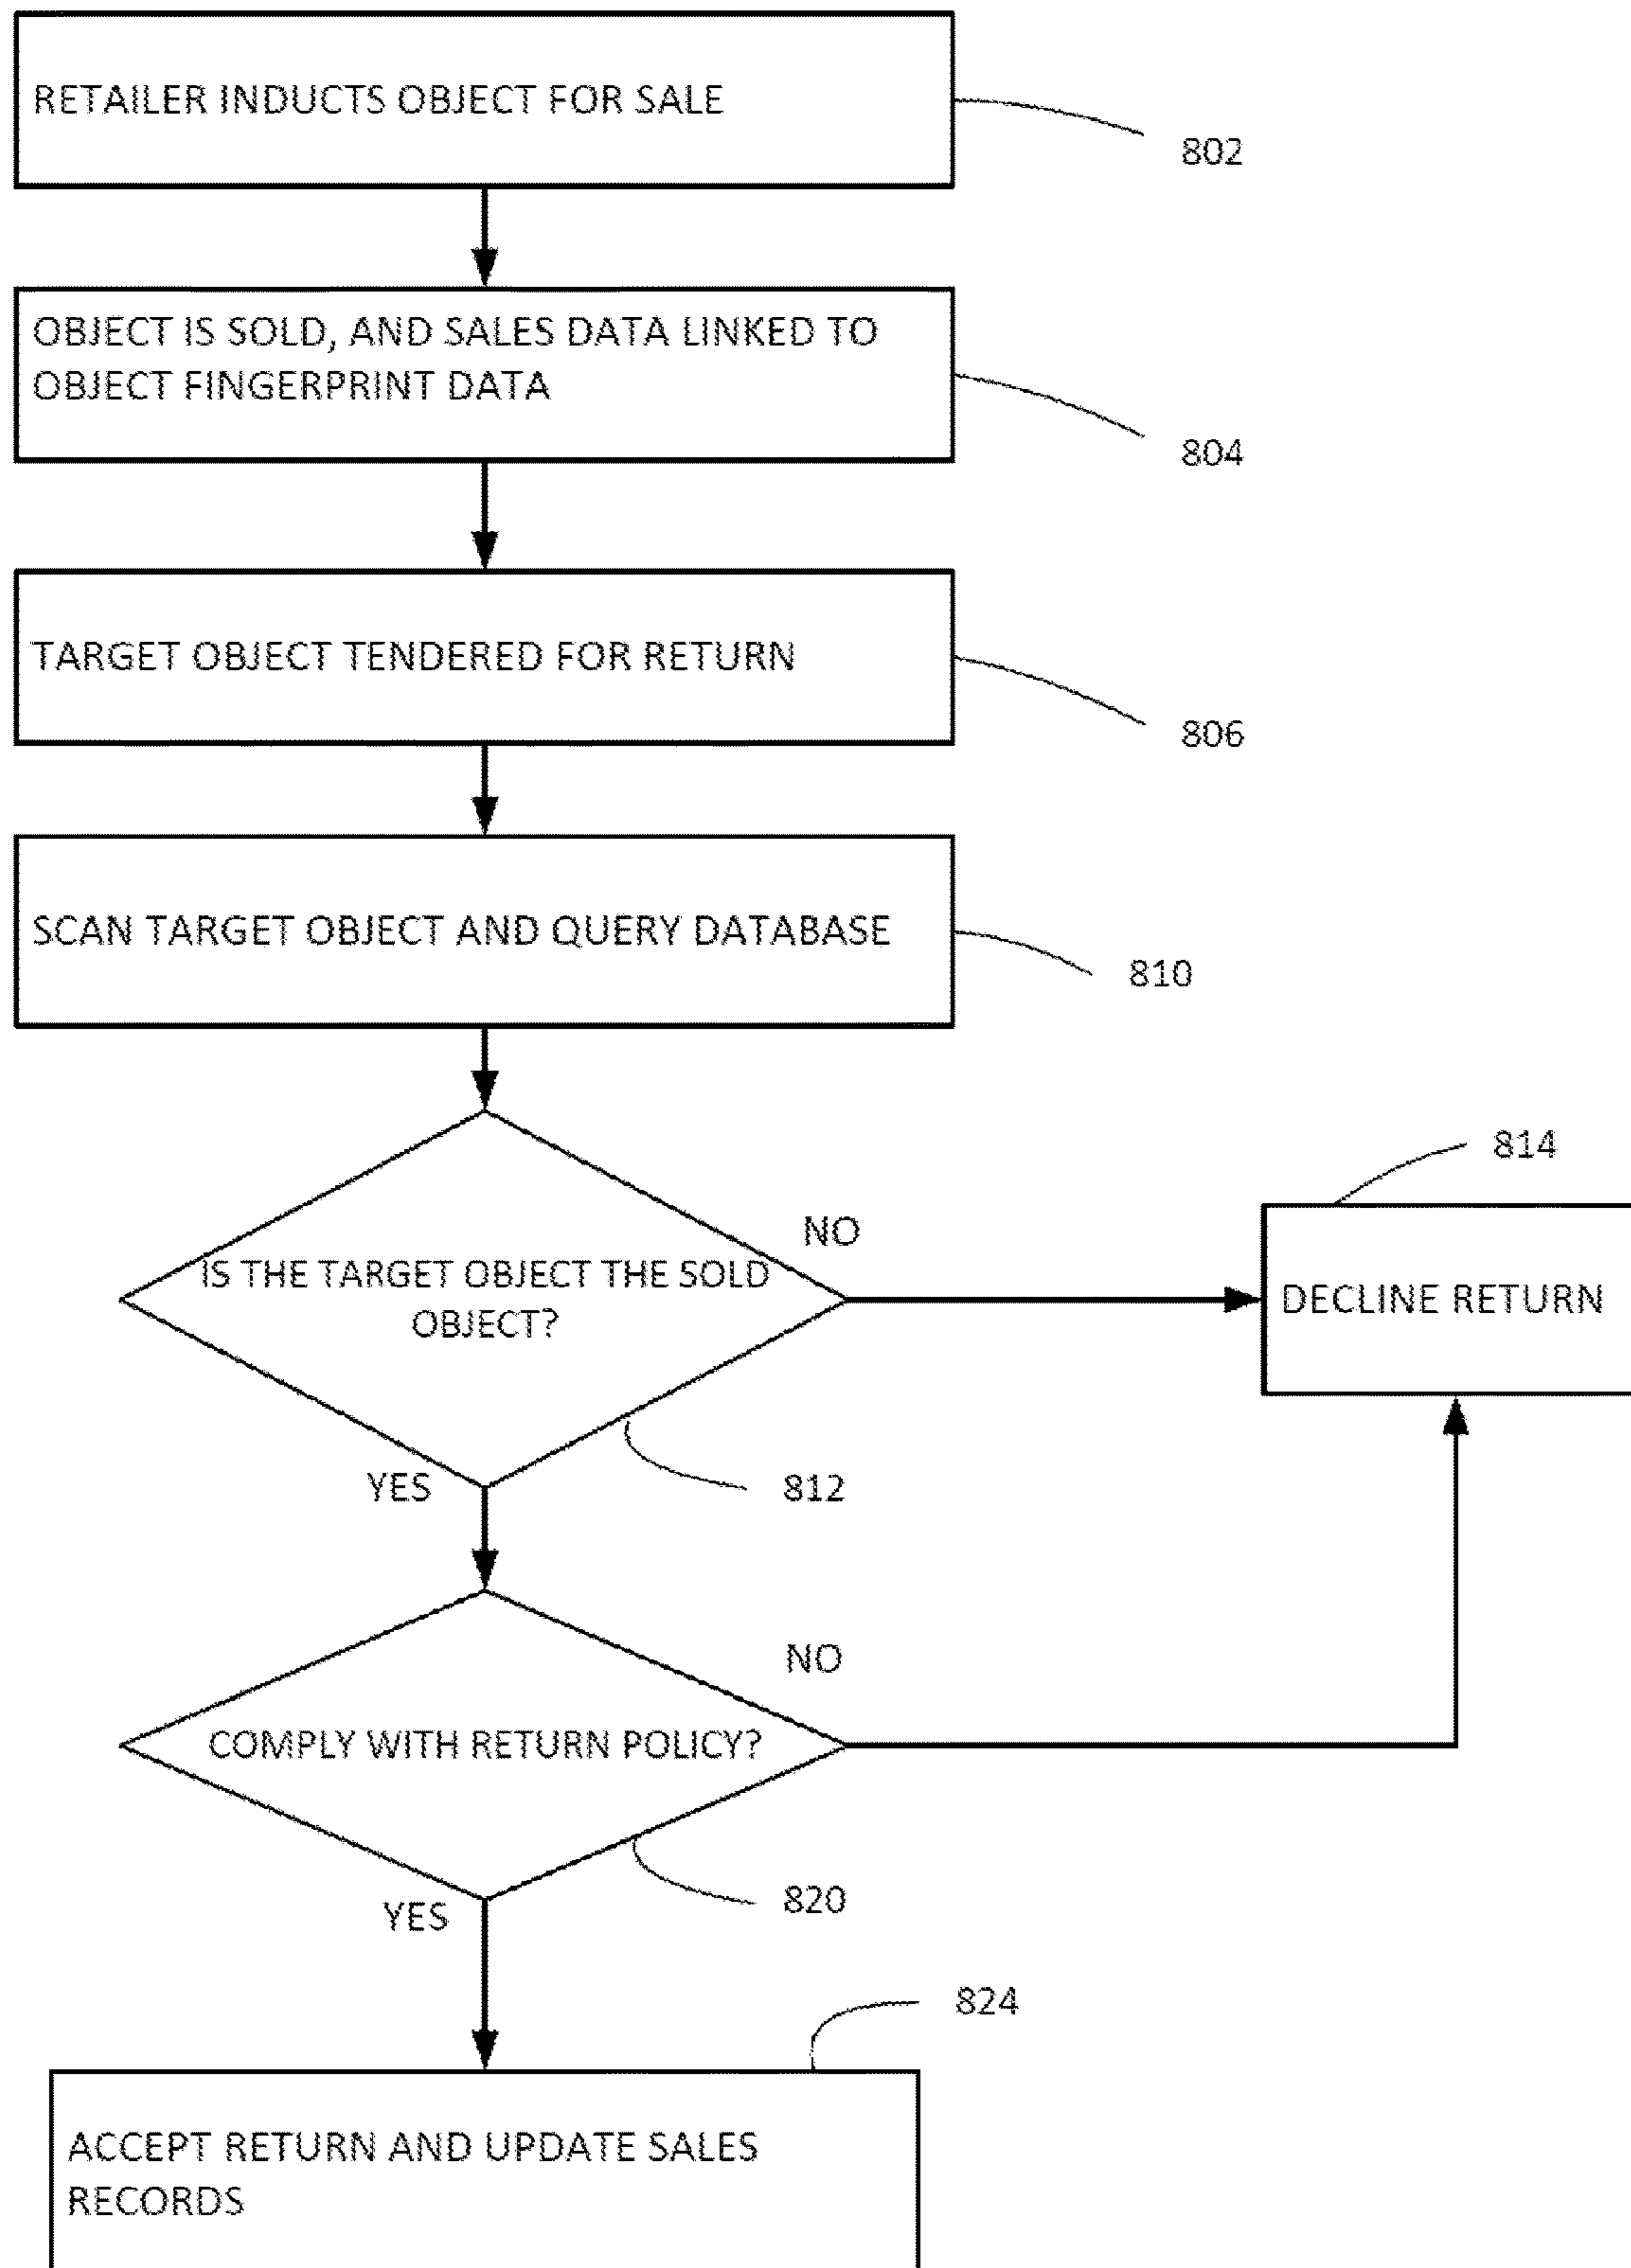 RETAILER INDUCTS OBJECT FOR SALE
802
OBJECT IS SOLD, AND SALES DATA LINKED TO
OBJECT FINGERPRINT DATA
804
TARGET OBJECT TENDERED FOR RETURN
806
SCAN TARGET OBJECT AND QUERY DATABASE
810
814
NO
IS THE TARGET OBJECT THE SOLD
OBJECT?
DECLINE RETURN
YES
812
NO
COMPLY WITH RETURN POLICY?
820
YES
824
ACCEPT RETURN AND UPDATE SALES
RECORDS